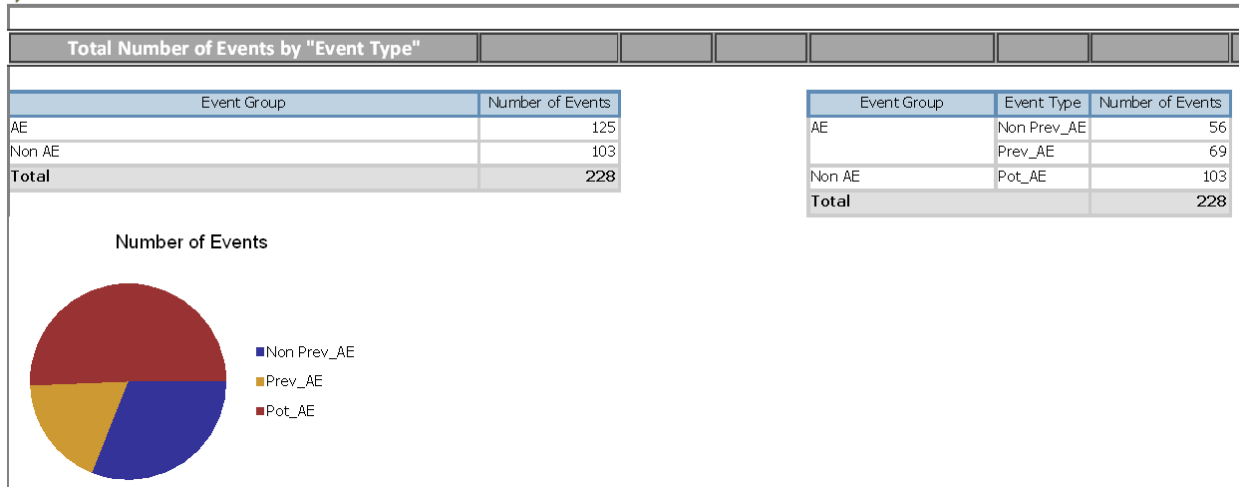 Total Number of Events by "Event Type"
Event Group Number of Events
AE 125
Non AE 103
Total 228
Event Group Event Type Number of Events
AE Non Prev_AE 56
Prev_AE 69
Non AE Pot_AE 103
Total 228
Number of Events
Non Prev_AE
Prev_AE
Pot_AE